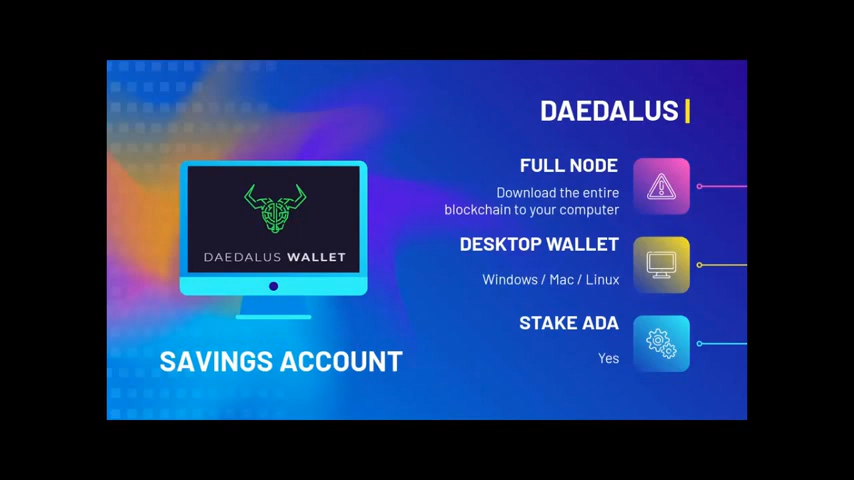 DAEDALUS
FULL NODE
Download the entire
blockchain to your computer
DESKTOP WALLET
Windows / Mac / Linux
STAKE ADA
Yes
DAEDALUS WALLET
SAVINGS ACCOUNT